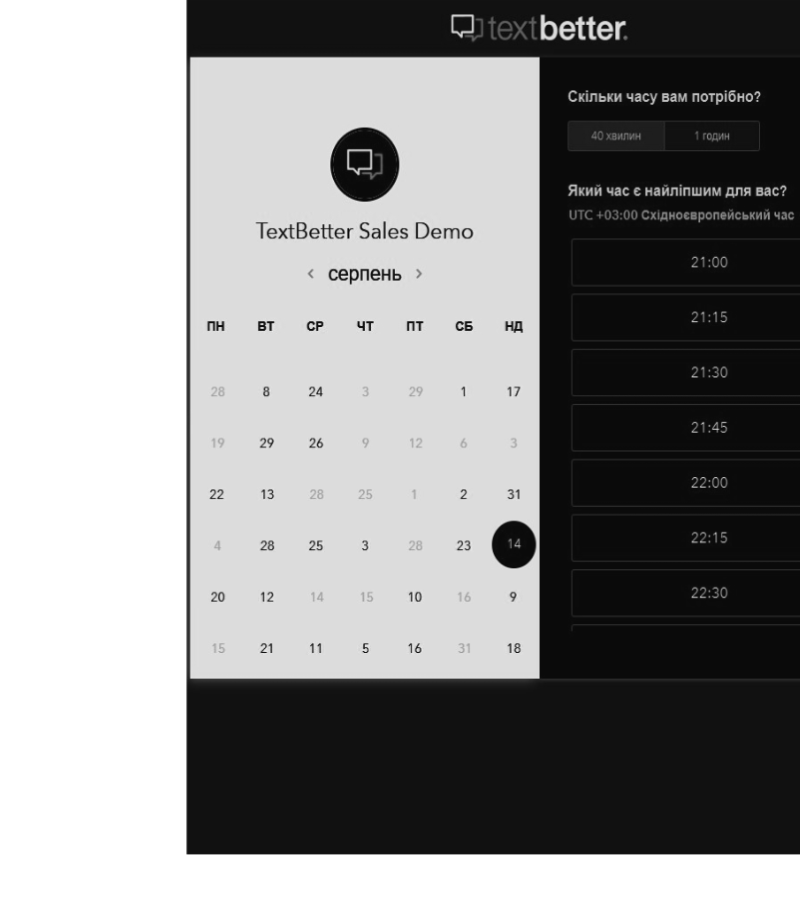 textbetter.
TextBetter Sales Demo
< серпень >
ПН ВТ СР ЧТ ПТ СБ НД
28 8 24 3 29 1 17
19 29 26 9 12 6 3
22 13 28 25 1 2 31
4 28 25 3 28 23 14
20 12 14 15 10 16 9
15 21 11 5 16 31 18
Скільки часу вам потрібно?
40 хвилин 1 годин
Який час є найліпшим для вас?
UTC +03:00 Східноєвропейський час
21:00
21:15
21:30
21:45
22:00
22:15
22:30